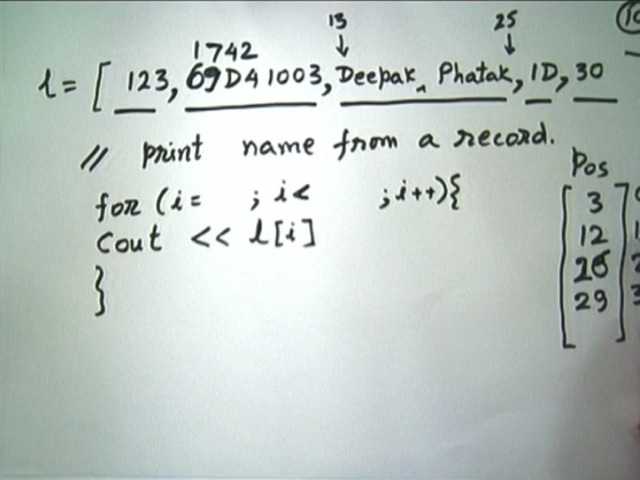 13 25
1742
l = [ 123, 69D41003, Deepak Phatak, 1D, 30
// print name from a record.
Pos
for (i = ; i < ; i++){
3
cout << l[i]
12
}
26
29